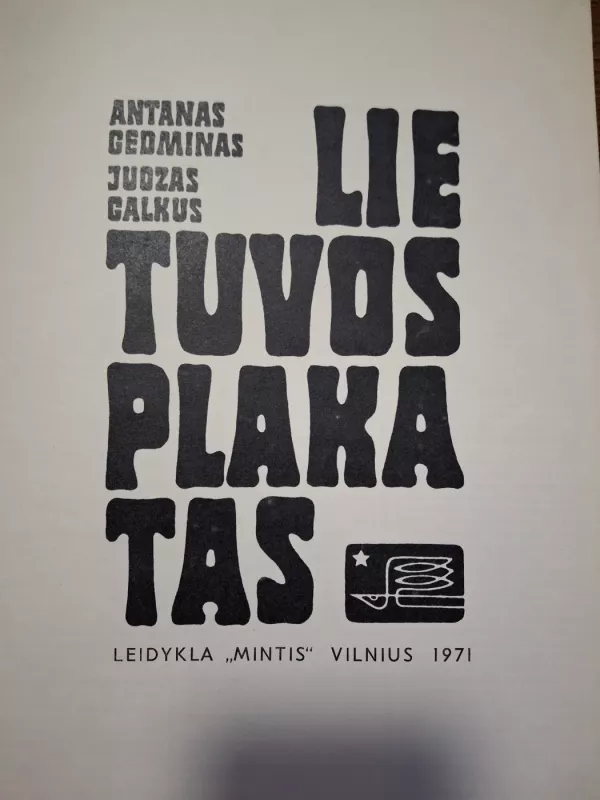 ANTANAS
GEDMINAS
JUOZAS
GALKUS
LIE
TUVOS
PLAKA
TAS
LEIDYKLA „MINTIS“ VILNIUS 1971